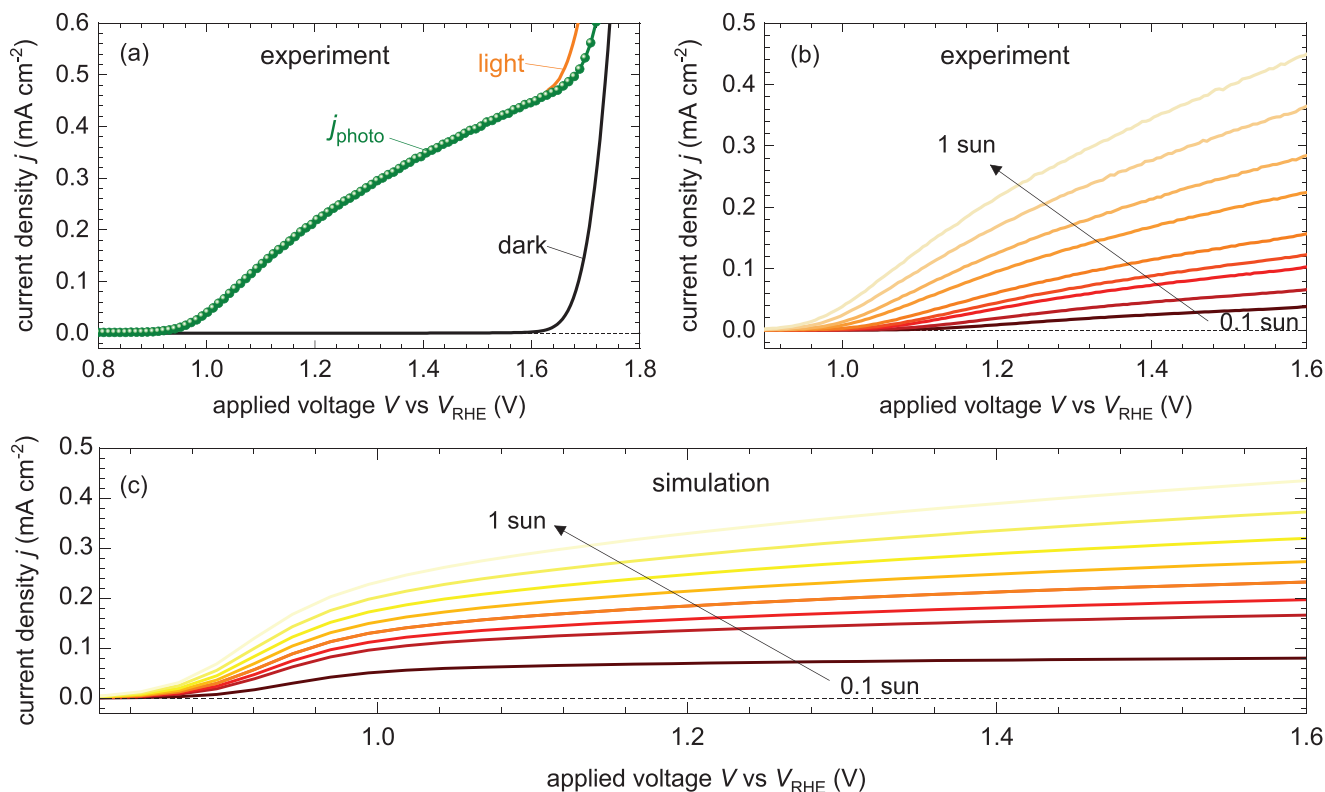 (a)
experiment
light
j_photo
dark
0.6
0.5
0.4
0.3
0.2
0.1
0.0
current density j (mA cm⁻²)
0.8 1.0 1.2 1.4 1.6 1.8
applied voltage V vs V_RHE (V)
(b)
experiment
1 sun
0.1 sun
0.5
0.4
0.3
0.2
0.1
0.0
current density j (mA cm⁻²)
1.0 1.2 1.4 1.6
applied voltage V vs V_RHE (V)
(c)
simulation
1 sun
0.1 sun
0.5
0.4
0.3
0.2
0.1
0.0
current density j (mA cm⁻²)
1.0 1.2 1.4 1.6
applied voltage V vs V_RHE (V)